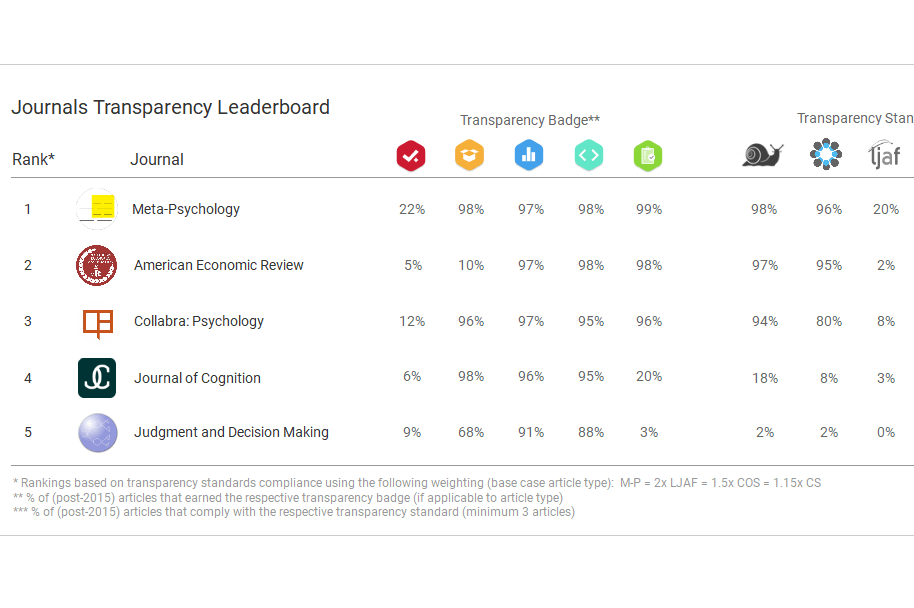 Journals Transparency Leaderboard
Transparency Badge**
Transparency Stan
Rank*
Journal
ljaf
1 Meta-Psychology 22% 98% 97% 98% 99% 98% 96% 20%
2 American Economic Review 5% 10% 97% 98% 98% 97% 95% 2%
3 Collabra: Psychology 12% 96% 97% 95% 96% 94% 80% 8%
4 Journal of Cognition 6% 98% 96% 95% 20% 18% 8% 3%
5 Judgment and Decision Making 9% 68% 91% 88% 3% 2% 2% 0%
* Rankings based on transparency standards compliance using the following weighting (base case article type): M-P = 2x LJAF = 1.5x COS = 1.15x CS
** % of (post-2015) articles that earned the respective transparency badge (if applicable to article type)
*** % of (post-2015) articles that comply with the respective transparency standard (minimum 3 articles)